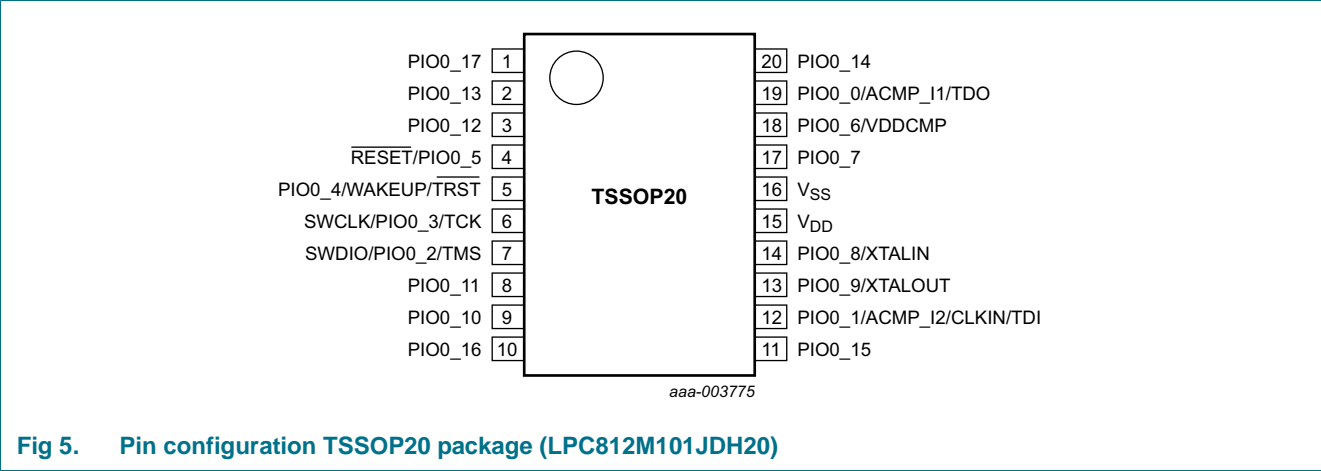 PIO0_17 1
PIO0_13 2
PIO0_12 3
RESET/PIO0_5 4
PIO0_4/WAKEUP/TRST 5
SWCLK/PIO0_3/TCK 6
SWDIO/PIO0_2/TMS 7
PIO0_11 8
PIO0_10 9
PIO0_16 10
TSSOP20
20 PIO0_14
19 PIO0_0/ACMP_I1/TDO
18 PIO0_6/VDDCMP
17 PIO0_7
16 VSS
15 VDD
14 PIO0_8/XTALIN
13 PIO0_9/XTALOUT
12 PIO0_1/ACMP_I2/CLKIN/TDI
11 PIO0_15
aaa-003775
Fig 5. Pin configuration TSSOP20 package (LPC812M101JDH20)